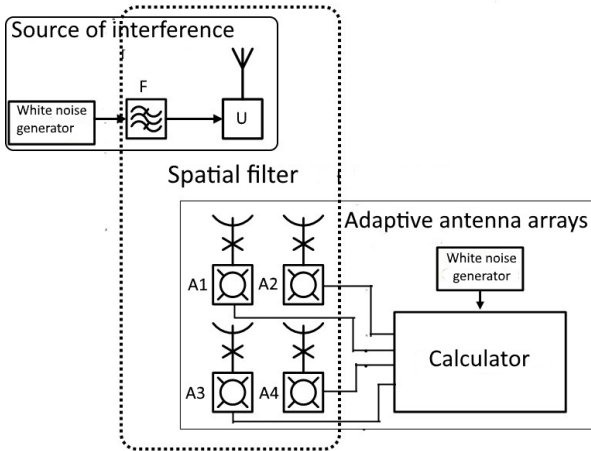 Source of interference
F
White noise
generator
U
Spatial filter
Adaptive antenna arrays
White noise
generator
A1
A2
Calculator
A3
A4